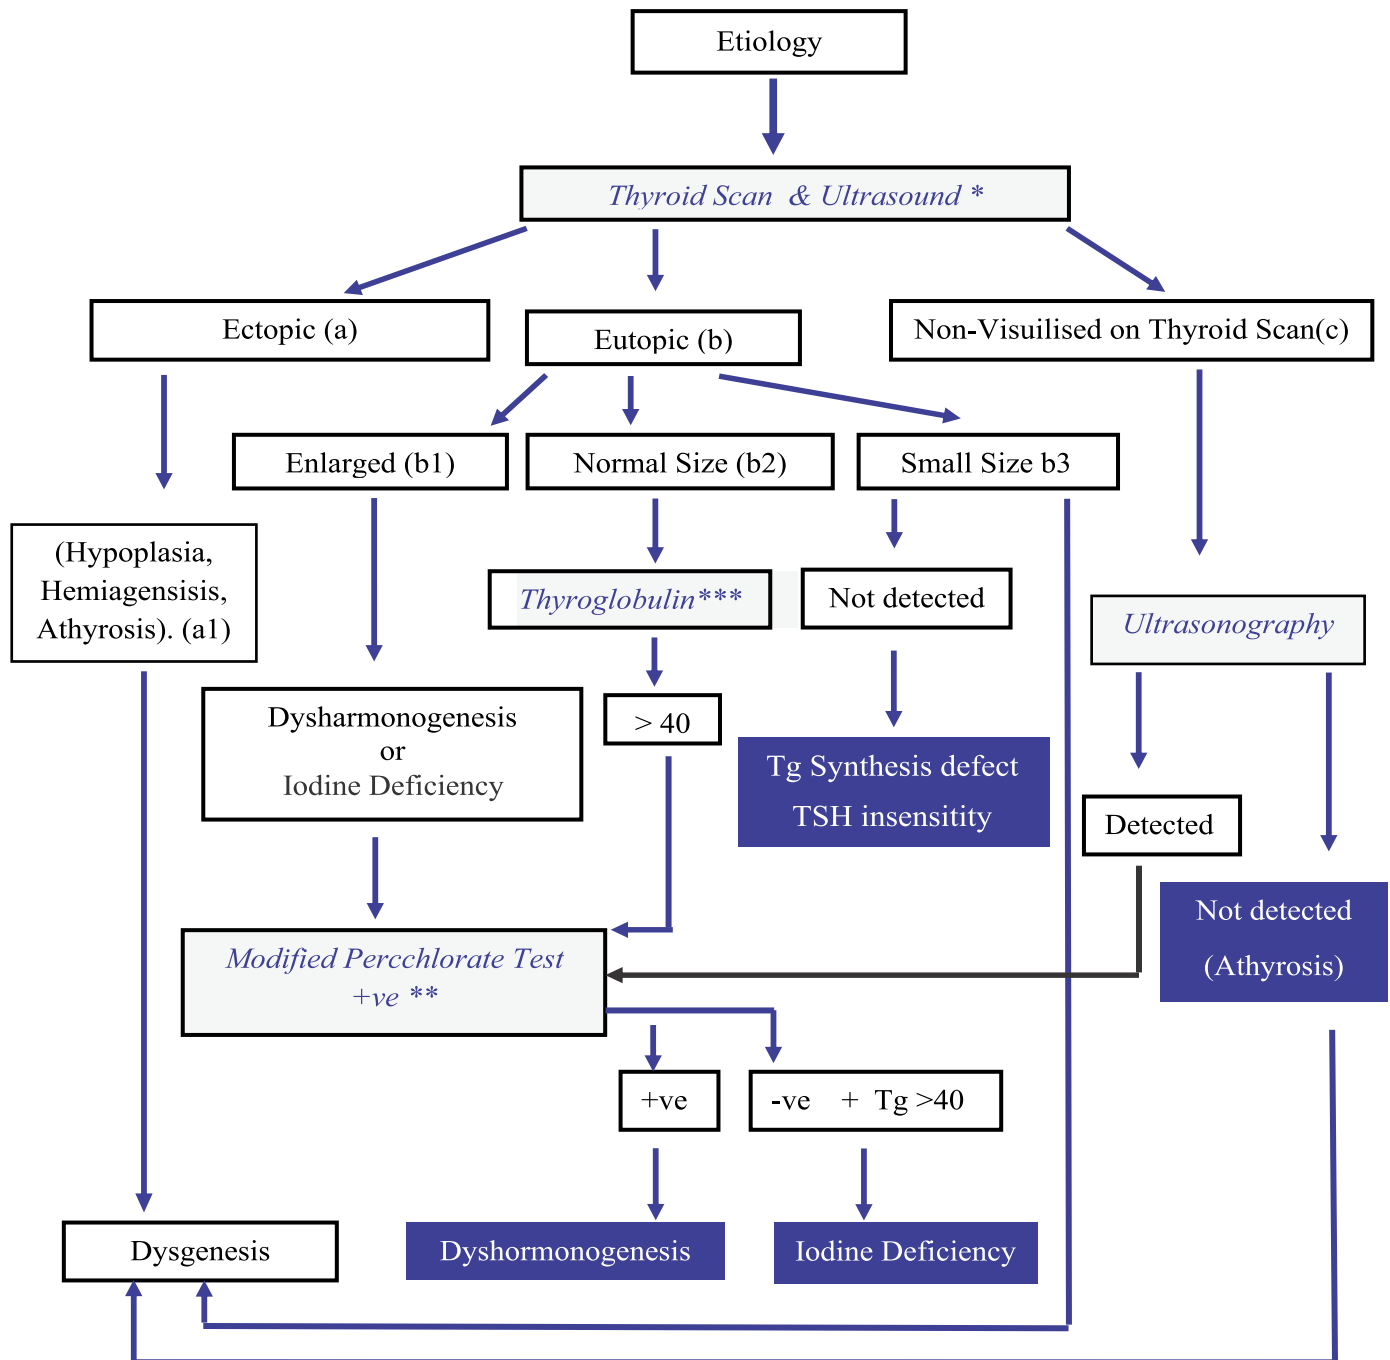 Etiology
Thyroid Scan & Ultrasound *
Ectopic (a)
Eutopic (b)
Non-Visuilised on Thyroid Scan(c)
Enlarged (b1)
Normal Size (b2)
Small Size b3
(Hypoplasia,
Hemiagensisis,
Athyrosis). (a1)
Thyroglobulin***
Not detected
Ultrasonography
Dysharmonogenesis
or
Iodine Deficiency
> 40
Tg Synthesis defect
TSH insensitity
Detected
Not detected
(Athyrosis)
Modified Percchlorate Test
+ve **
+ve
-ve + Tg >40
Dysgenesis
Dyshormonogenesis
Iodine Deficiency